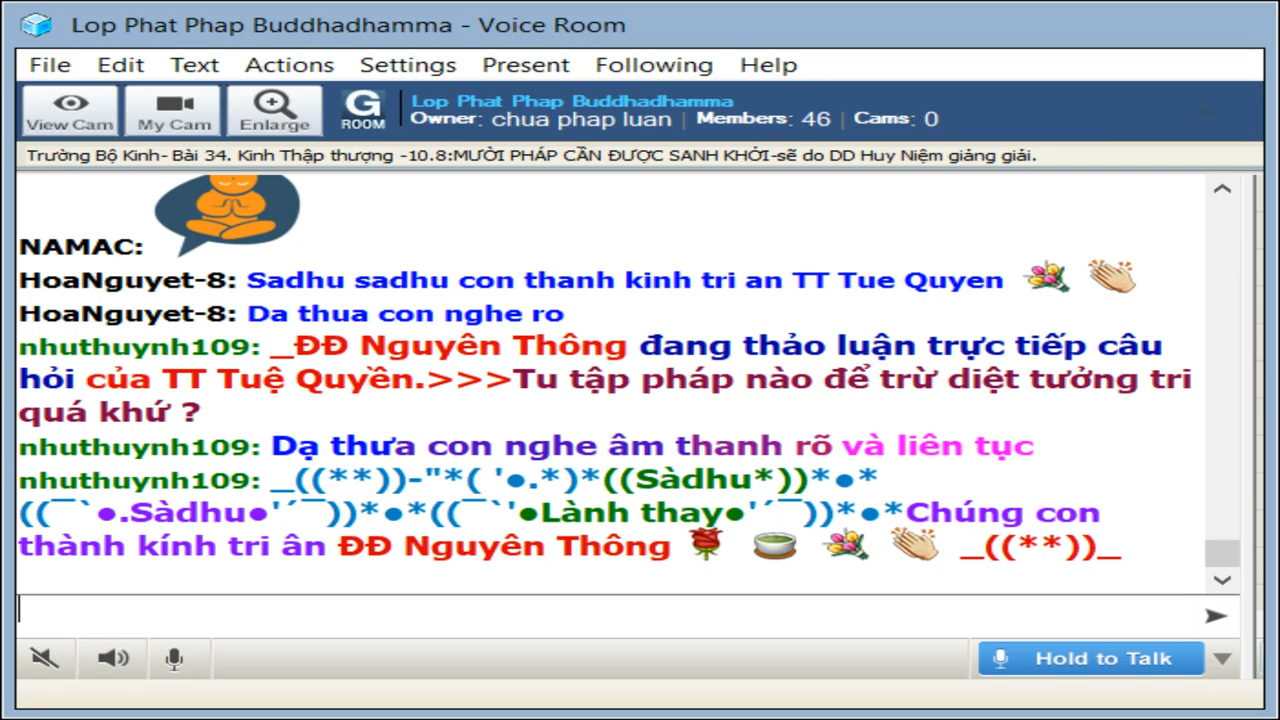 Lop Phat Phap Buddhadhamma - Voice Room
File Edit Text Actions Settings Present Following Help
View Cam My Cam Enlarge G ROOM
Lop Phat Phap Buddhadhamma
Owner: chua phap luan | Members: 46 | Cams: 0
Trường Bộ Kinh- Bài 34. Kinh Thập thượng -10.8:MƯỜI PHÁP CẦN ĐƯỢC SANH KHỞI-sẽ do DD Huy Niệm giảng giải.
NAMAC:
HoaNguyet-8: Sadhu sadhu con thanh kinh tri an TT Tue Quyen
HoaNguyet-8: Da thua con nghe ro
nhuthuynh109: _ĐĐ Nguyên Thông đang thảo luận trực tiếp câu
hỏi của TT Tuệ Quyền.>>>Tu tập pháp nào để trừ diệt tưởng tri
quá khứ ?
nhuthuynh109: Dạ thưa con nghe âm thanh rõ và liên tục
nhuthuynh109: _((**))-"*( '●.*)*((Sàdhu*))*●*
((¯`●.Sàdhu●'´¯))*●*((¯`'●Lành thay●'´¯))*●*Chúng con
thành kính tri ân ĐĐ Nguyên Thông _((**))_
Hold to Talk